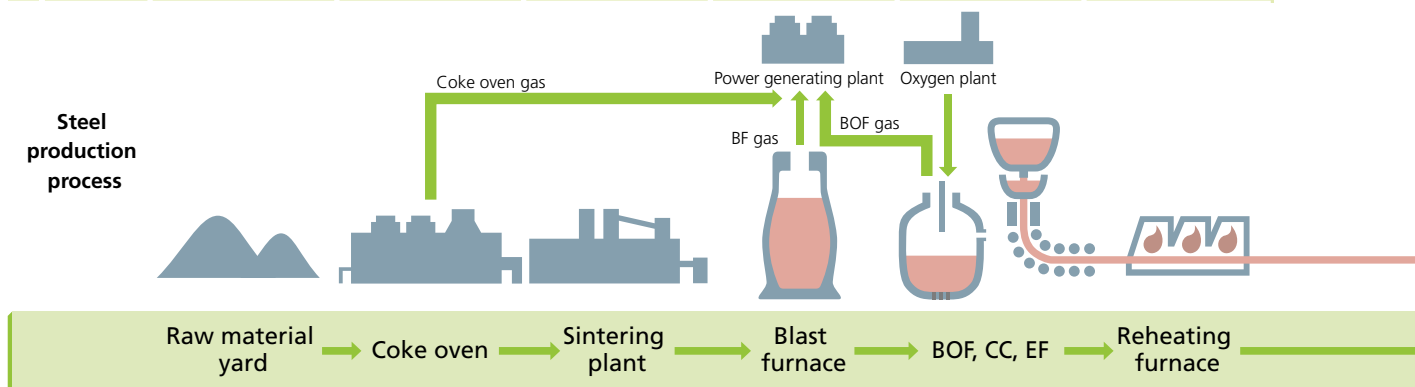 Coke oven gas
Power generating plant
Oxygen plant
BF gas
BOF gas
Steel
production
process
Raw material
yard
Coke oven
Sintering
plant
Blast
furnace
BOF, CC, EF
Reheating
furnace